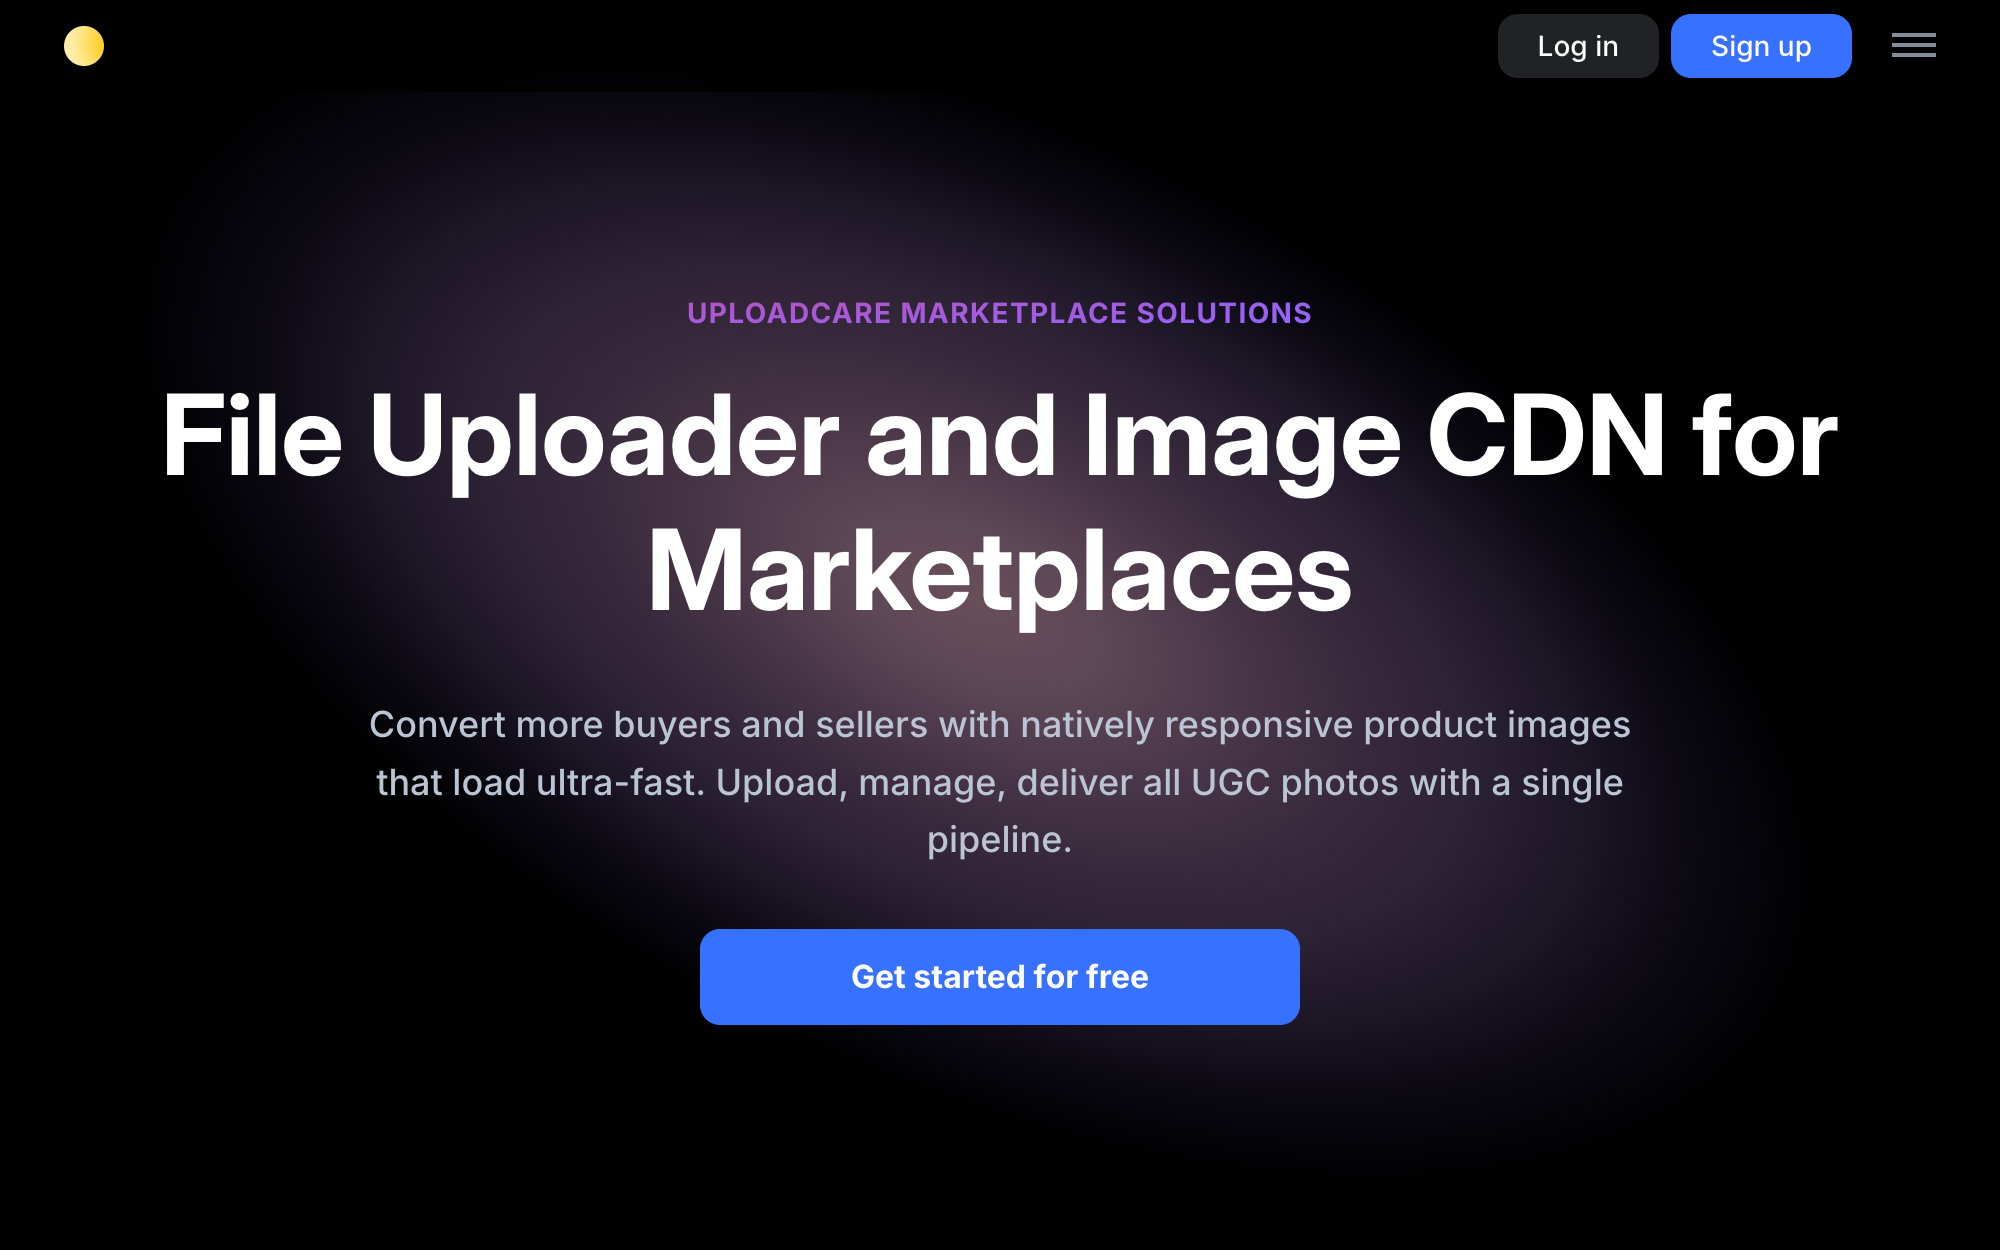 Log in
Sign up
UPLOADCARE MARKETPLACE SOLUTIONS
File Uploader and Image CDN for
Marketplaces
Convert more buyers and sellers with natively responsive product images
that load ultra-fast. Upload, manage, deliver all UGC photos with a single
pipeline.
Get started for free